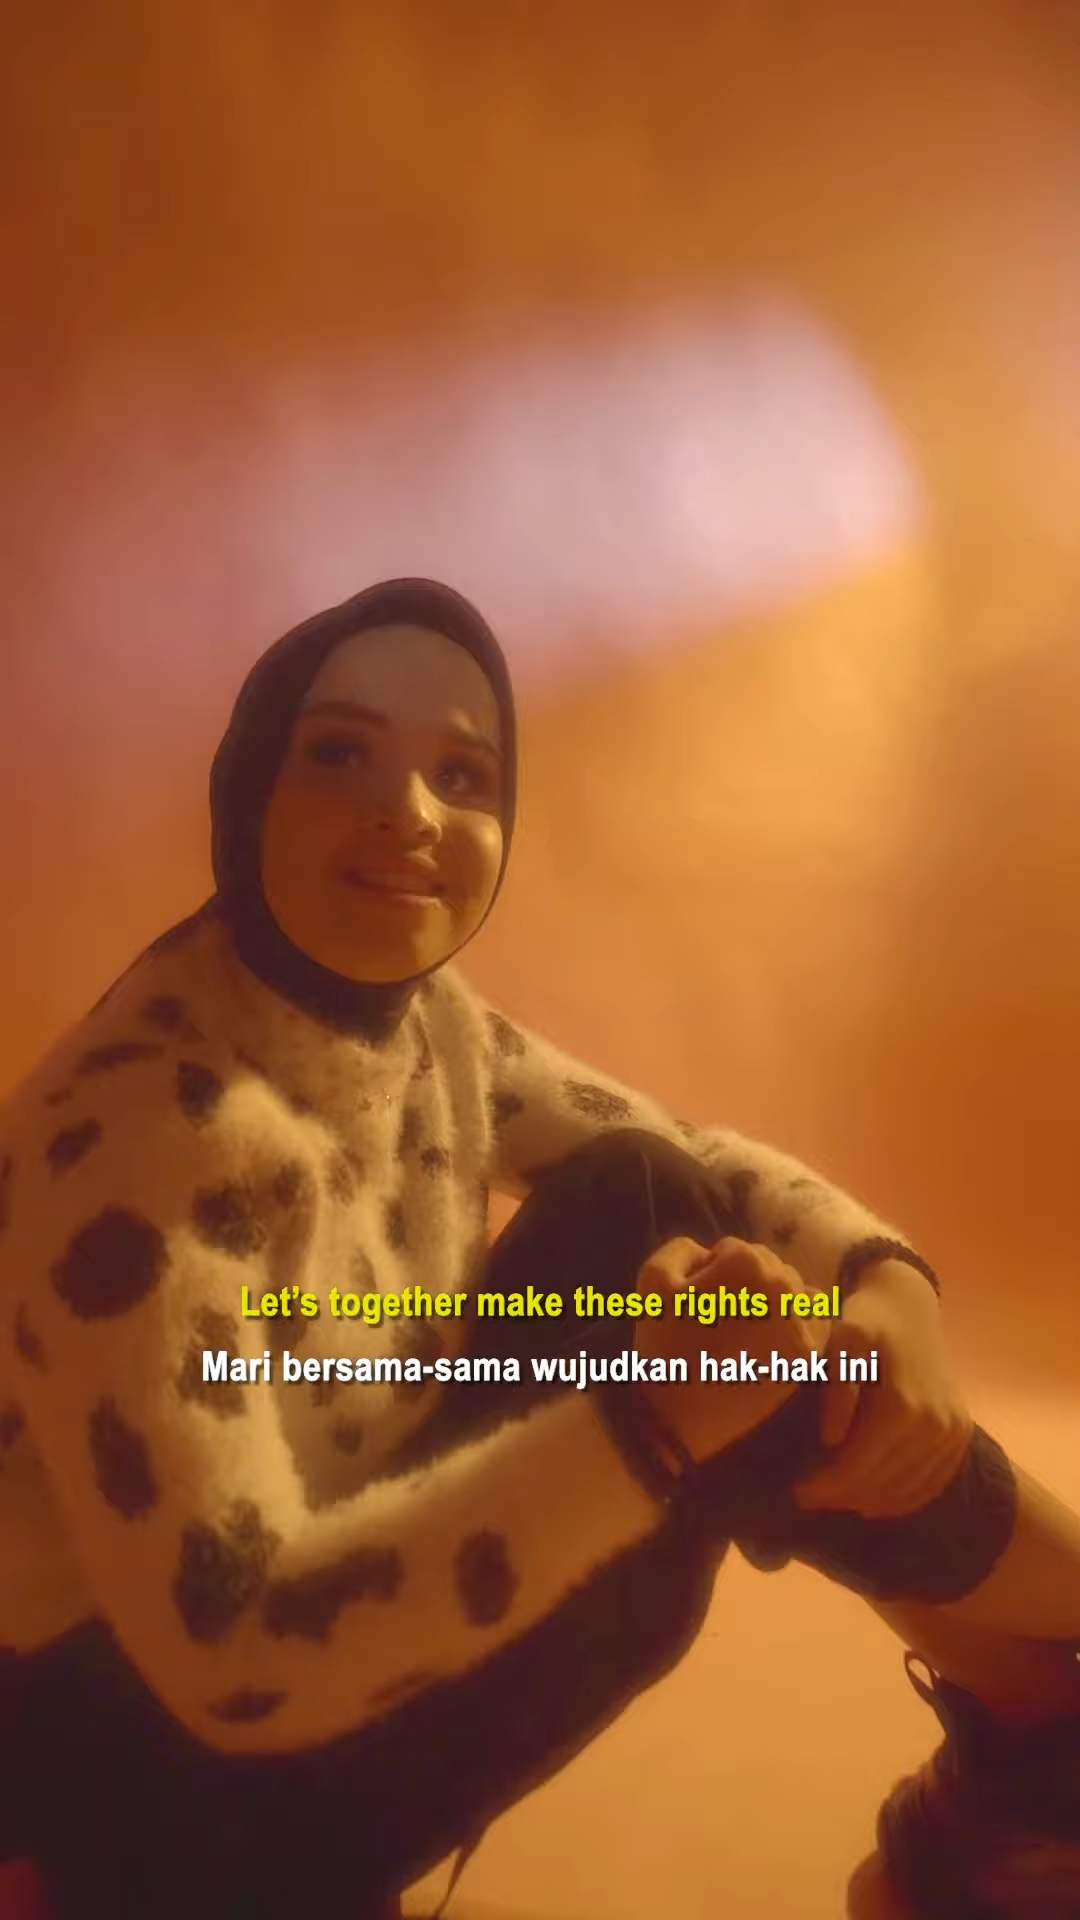 Let’s together make these rights real
Mari bersama-sama wujudkan hak-hak ini